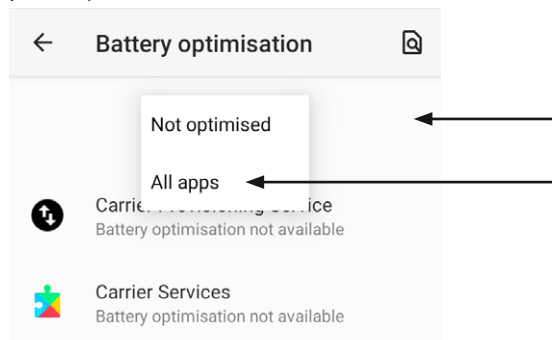 Battery optimisation
Not optimised
All apps
Battery optimisation not available
Carrier Services
Battery optimisation not available